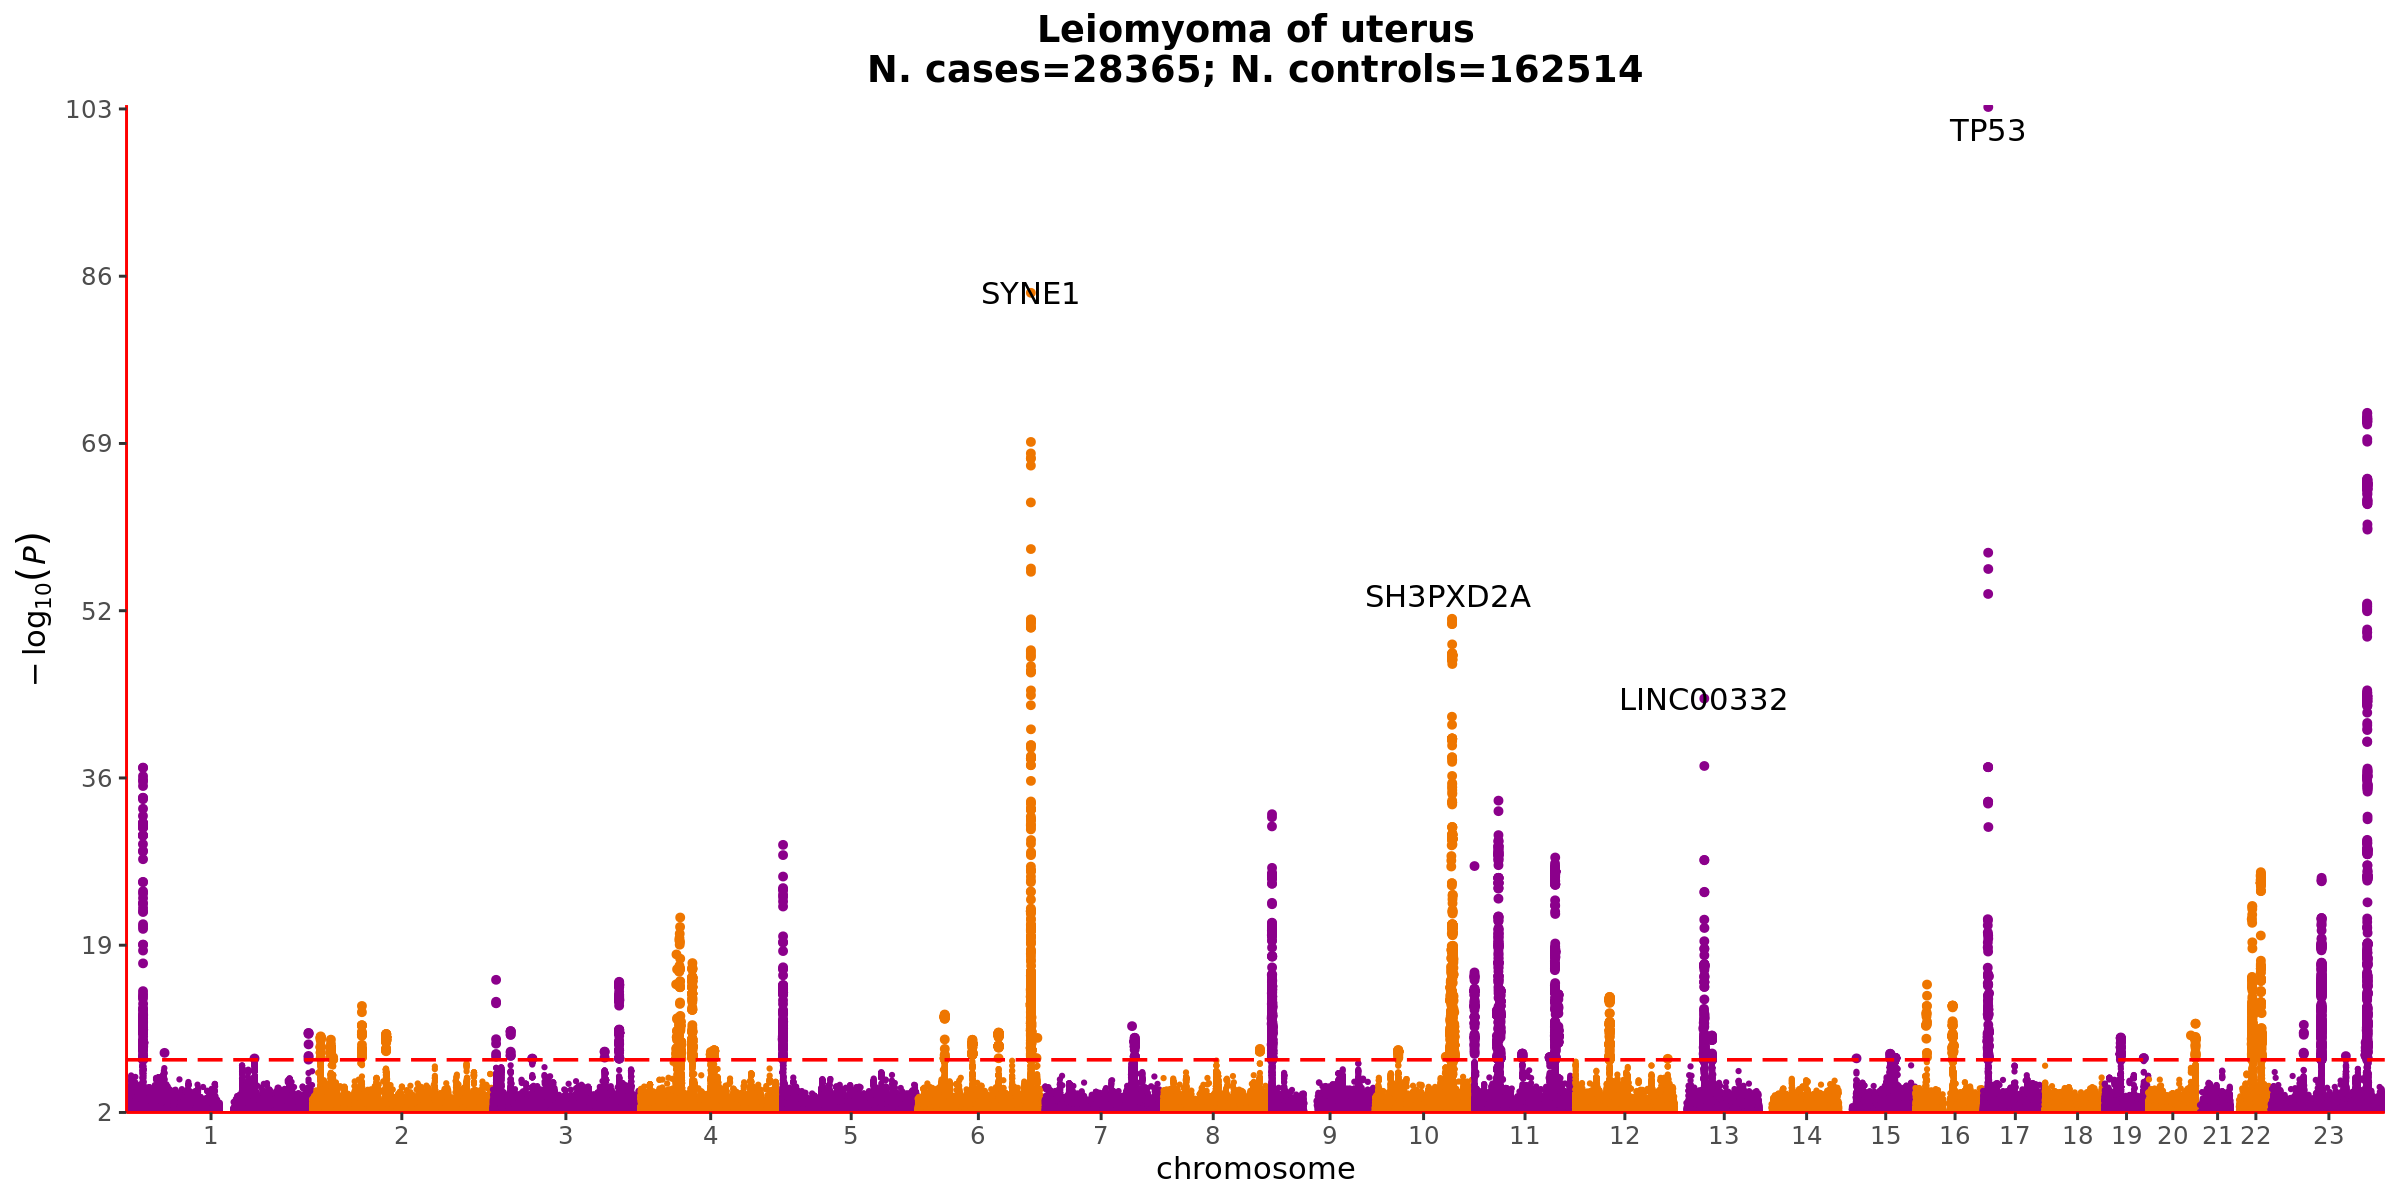 Leiomyoma of uterus
N. cases=28365; N. controls=162514
103
TP53
86
SYNE1
69
52
SH3PXD2A
LINC00332
36
19
2
−log10(P)
1 2 3 4 5 6 7 8 9 10 11 12 13 14 15 16 17 18 19 20 21 22 23
chromosome